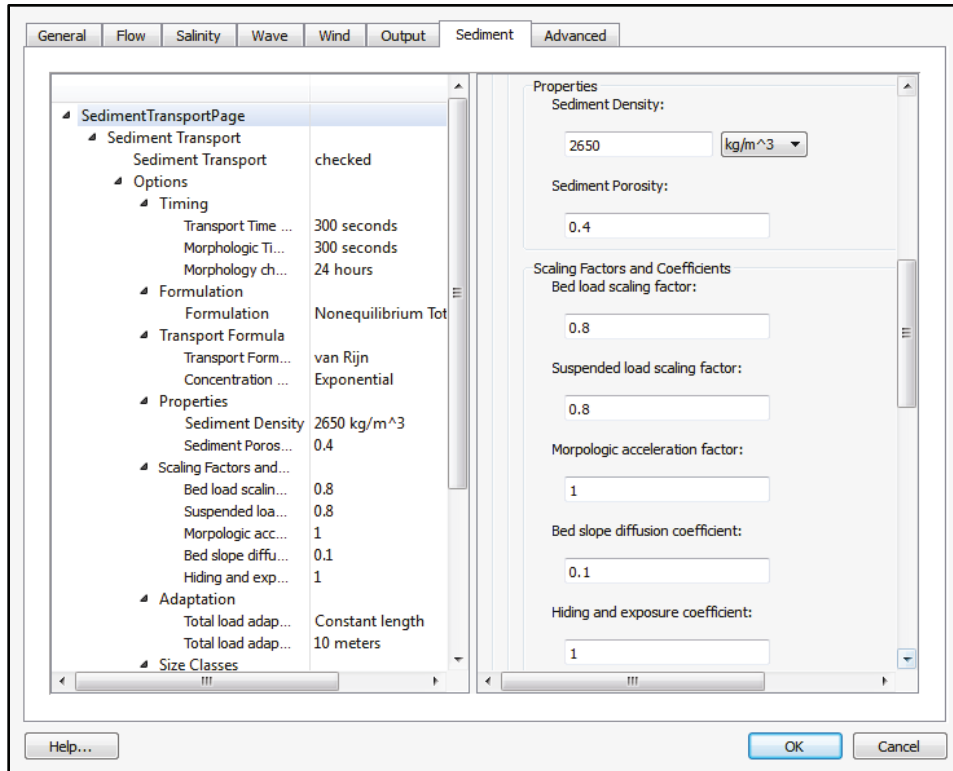 General Flow Salinity Wave Wind Output Sediment Advanced
SedimentTransportPage
Sediment Transport
Sediment Transport checked
Options
Timing
Transport Time ... 300 seconds
Morphologic Ti... 300 seconds
Morphology ch... 24 hours
Formulation
Formulation Nonequilibrium Tot
Transport Formula
Transport Form... van Rijn
Concentration ... Exponential
Properties
Sediment Density 2650 kg/m^3
Sediment Poros... 0.4
Scaling Factors and...
Bed load scalin... 0.8
Suspended loa... 0.8
Morpologic acc... 1
Bed slope diffu... 0.1
Hiding and exp... 1
Adaptation
Total load adap... Constant length
Total load adap... 10 meters
Size Classes
Properties
Sediment Density:
2650 kg/m^3
Sediment Porosity:
0.4
Scaling Factors and Coefficients
Bed load scaling factor:
0.8
Suspended load scaling factor:
0.8
Morpologic acceleration factor:
1
Bed slope diffusion coefficient:
0.1
Hiding and exposure coefficient:
1
Help... OK Cancel